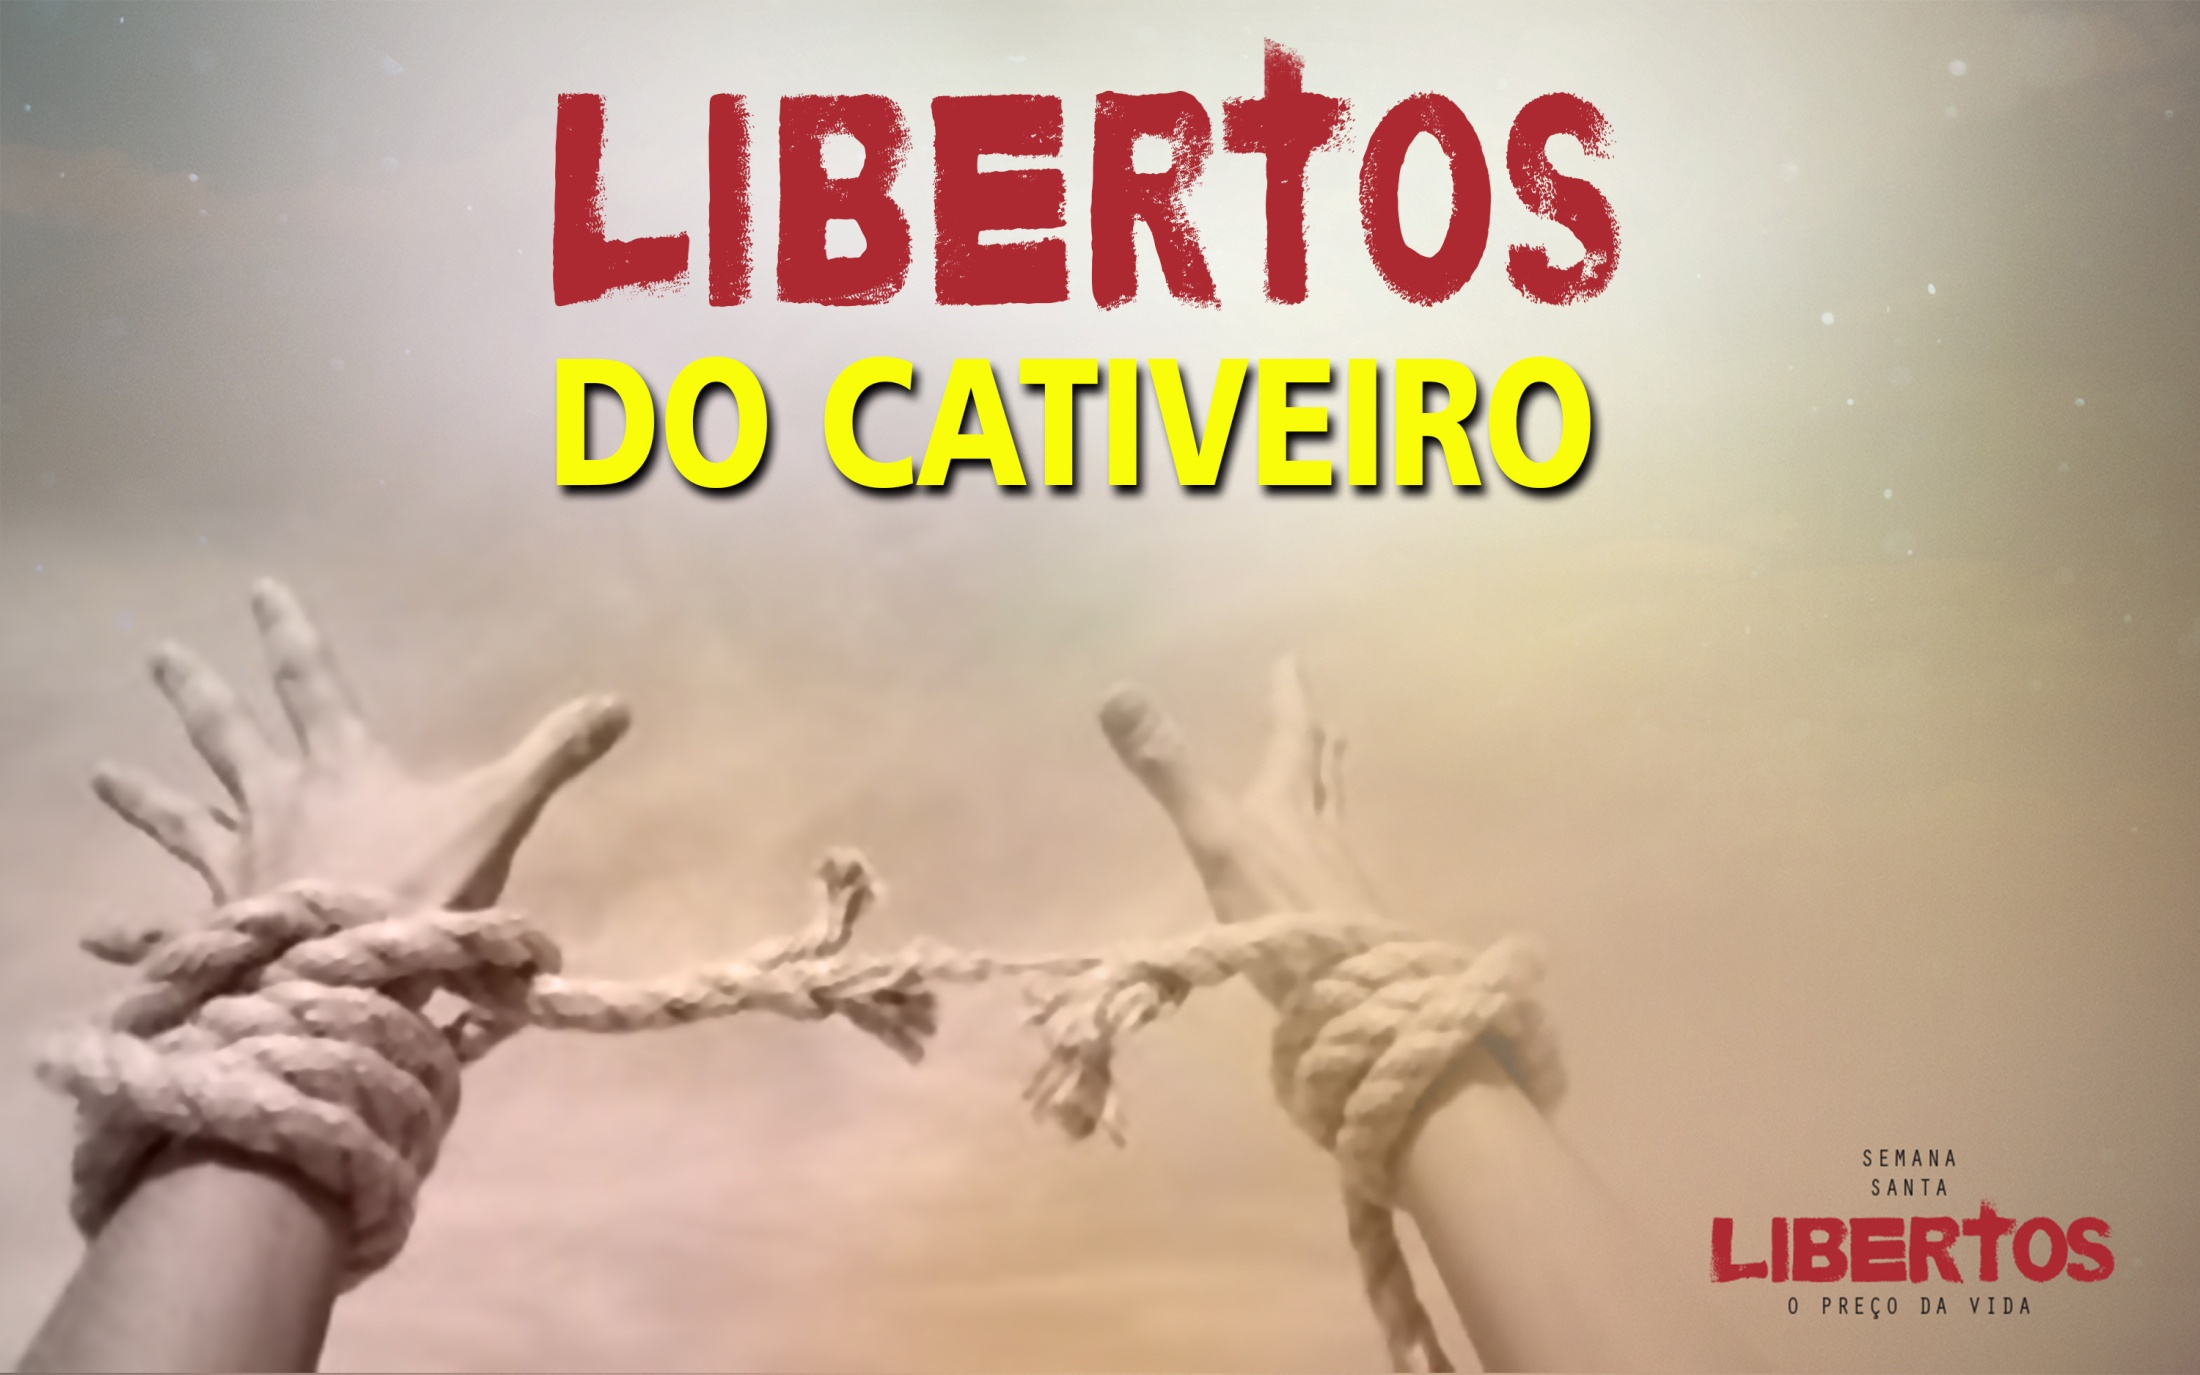 LIBERTOS
DO CATIVEIRO
SEMANA
SANTA
LIBERTOS
O PREÇO DA VIDA